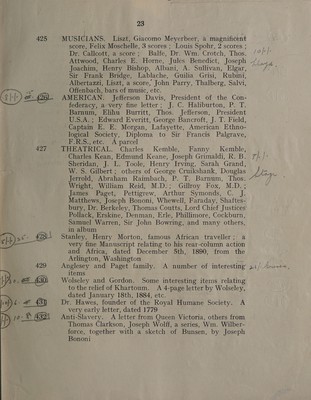 23
425 MUSICIANS. Liszt, Giacomo Meyerbeer, a magnificent
score, Felix Moschelle, 3 scores; Louis Spohr, 2 scores;
Dr. Callcott, a score; Balfe, Dr. Wm. Crotch, Thos.
Attwood, Charles E. Horne, Jules Benedict, Joseph
Joachim, Henry Bishop, Albani, A. Sullivan, Elgar,
Sir Frank Bridge, Lablache, Guilia Grisi, Rubini,
Albertazzi, Liszt, a score, John Parry, Thalberg, Salvi,
Offenbach, bars of music, etc.
426 AMERICAN. Jefferson Davis, President of the Con-
federacy, a very fine letter; J. C. Haliburton, P. T.
Barnum, Elihu Burritt, Thos. Jefferson, President
U.S.A.; Edward Everitt, George Bancroft, J. T. Field,
Captain E. E. Morgan, Lafayette, American Ethno-
logical Society, Diploma to Sir Francis Palgrave,
F.R.S., etc. A parcel
427 THEATRICAL. Charles Kemble, Fanny Kemble,
Charles Kean, Edmund Keane, Joseph Grimaldi, R. B.
Sheridan, J. L. Toole, Henry Irving, Sarah Grand,
W. S. Gilbert; others of George Cruikshank, Douglas
Jerrold, Abraham Raimbach, P. T. Barnum, Thos.
Wright, William Reid, M.D.; Gillroy Fox, M.D.;
James Paget, Pettigrew, Arthur Symonds, C. J.
Matthews, Joseph Bononi, Whewell, Faraday, Shaftes-
bury, Dr. Berkeley, Thomas Coutts, Lord Chief Justices
Pollack, Erskine, Denman, Erle, Phillimore, Cockburn,
Samuel Warren, Sir John Bowring, and many others,
in album
428 Stanley, Henry Morton, famous African traveller; a
very fine Manuscript relating to his rear-column action
and Africa, dated December 5th, 1890, from the
Arlington, Washington
429 Anglesey and Paget family. A number of interesting
items
430 Wolseley and Gordon. Some interesting items relating
to the relief of Khartoum. A 4-page letter by Wolseley,
dated January 18th, 1884, etc.
431 Dr. Hawes, founder of the Royal Humane Society. A
very early letter, dated 1779
432 Anti-Slavery. A letter from Queen Victoria, others from
Thomas Clarkson, Joseph Wolff, a series, Wm. Wilber-
force, together with a sketch of Bunsen, by Joseph
Bononi